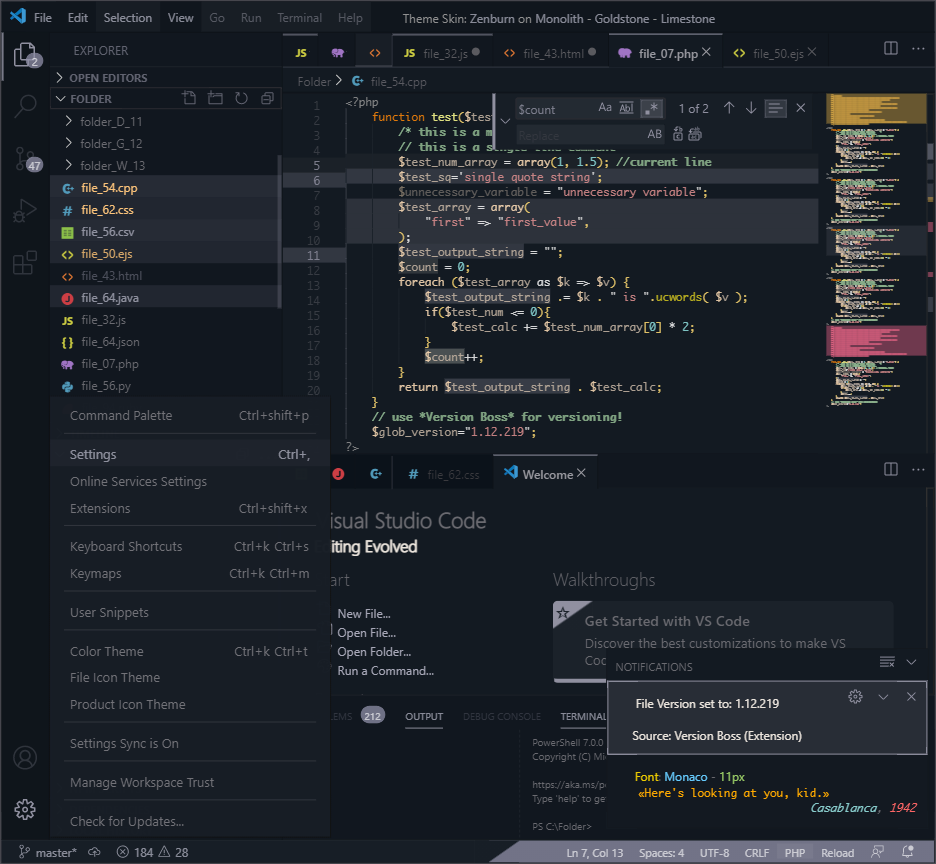 File Edit Selection View Go Run Terminal Help Theme Skin: Zenburn on Monolith - Goldstone - Limestone
2
47
EXPLORER
OPEN EDITORS
FOLDER
folder_D_11
folder_G_12
folder_W_13
file_54.cpp
file_62.css
file_56.csv
file_50.ejs
file_43.html
file_64.java
file_32.js
file_64.json
file_07.php
file_56.py
JS file_32.js file_43.html file_07.php file_50.ejs
Folder > file_54.cpp
$count Aa Ab .* 1 of 2
Replace AB
1 <?php
2 function test($tes
3 /* this is a m
4
5 $test_num_array = array(1, 1.5); //current line
6 $test_sq='single quote string';
7 $unnecessary_variable = "unnecessary variable";
8 $test_array = array(
9 "first" => "first_value",
10 );
11 $test_output_string = "";
12 $count = 0;
13 foreach ($test_array as $k => $v) {
14 $test_output_string .= $k . " is ".ucwords( $v );
15 if($test_num <= 0){
16 $test_calc += $test_num_array[0] * 2;
17 }
18 $count++;
19 }
20 return $test_output_string . $test_calc;
}
// use *Version Boss* for versioning!
$glob_version="1.12.219";
?>
Command Palette Ctrl+shift+p
Settings Ctrl+,
Online Services Settings
Extensions Ctrl+shift+x
Keyboard Shortcuts Ctrl+k Ctrl+s
Keymaps Ctrl+k Ctrl+m
User Snippets
Color Theme Ctrl+k Ctrl+t
File Icon Theme
Product Icon Theme
Settings Sync is On
Manage Workspace Trust
Check for Updates...
file_62.css Welcome
isual Studio Code
iting Evolved
art
New File...
Open File...
Open Folder...
Run a Command...
Walkthroughs
Get Started with VS Code
Discover the best customizations to make VS
Coc
LEMS 212 OUTPUT DEBUG CONSOLE TERMINAL
PowerShell 7.0.0
Copyright (C) Mi
https://aka.ms/p
Type 'help' to ge
PS C:\Folder>
NOTIFICATIONS
File Version set to: 1.12.219
Source: Version Boss (Extension)
Font: Monaco - 11px
«Here's looking at you, kid.»
Casablanca, 1942
master* 184 28 Ln 7, Col 13 Spaces: 4 UTF-8 CRLF PHP Reload